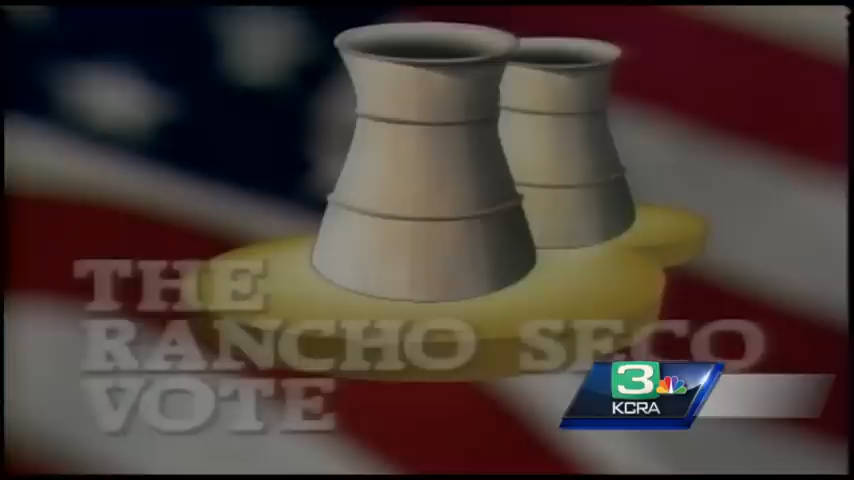 THE
RANCHO SECO
VOTE
3
KCRA